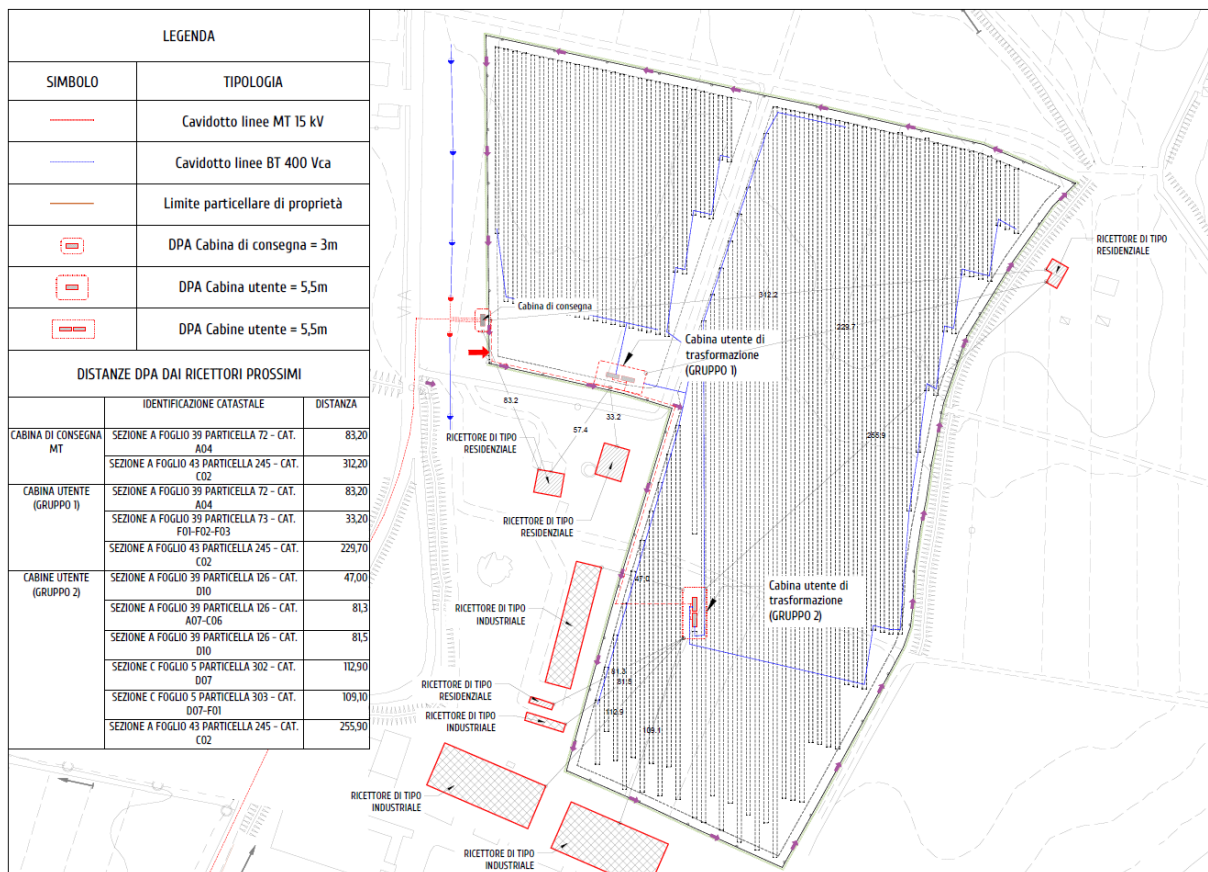 LEGENDA
SIMBOLO TIPOLOGIA
Cavidotto linee MT 15 kV
Cavidotto linee BT 400 Vca
Limite particellare di proprietà
DPA Cabina di consegna = 3m
DPA Cabina utente = 5,5m
DPA Cabine utente = 5,5m
DISTANZE DPA DAI RICETTORI PROSSIMI
IDENTIFICAZIONE CATASTALE DISTANZA
CABINA DI CONSEGNA SEZIONE A FOGLIO 39 PARTICELLA 72 - CAT. 83,20
MT A04
SEZIONE A FOGLIO 43 PARTICELLA 245 - CAT. 312,20
C02
CABINA UTENTE SEZIONE A FOGLIO 39 PARTICELLA 72 - CAT. 83,20
(GRUPPO 1) A04
SEZIONE A FOGLIO 39 PARTICELLA 73 - CAT. 33,20
F01-F02-F03
SEZIONE A FOGLIO 43 PARTICELLA 245 - CAT. 229,70
C02
CABINE UTENTE SEZIONE A FOGLIO 39 PARTICELLA 126 - CAT. 47,00
(GRUPPO 2) D10
SEZIONE A FOGLIO 39 PARTICELLA 126 - CAT. 81,3
A07-C06
SEZIONE A FOGLIO 39 PARTICELLA 126 - CAT. 81,5
D10
SEZIONE C FOGLIO 5 PARTICELLA 302 - CAT. 112,90
D07
SEZIONE C FOGLIO 5 PARTICELLA 303 - CAT. 109,10
D07-F01
SEZIONE A FOGLIO 43 PARTICELLA 245 - CAT. 255,90
C02
RICETTORE DI TIPO
RESIDENZIALE
312.2
Cabina di consegna
229.7
Cabina utente di
trasformazione
(GRUPPO 1)
83.2
33.2
57.4
255.9
RICETTORE DI TIPO
RESIDENZIALE
RICETTORE DI TIPO
RESIDENZIALE
47.0
Cabina utente di
trasformazione
(GRUPPO 2)
RICETTORE DI TIPO
INDUSTRIALE
81.3
81.5
RICETTORE DI TIPO
RESIDENZIALE
112.9
RICETTORE DI TIPO
INDUSTRIALE
109.1
RICETTORE DI TIPO
INDUSTRIALE
RICETTORE DI TIPO
INDUSTRIALE